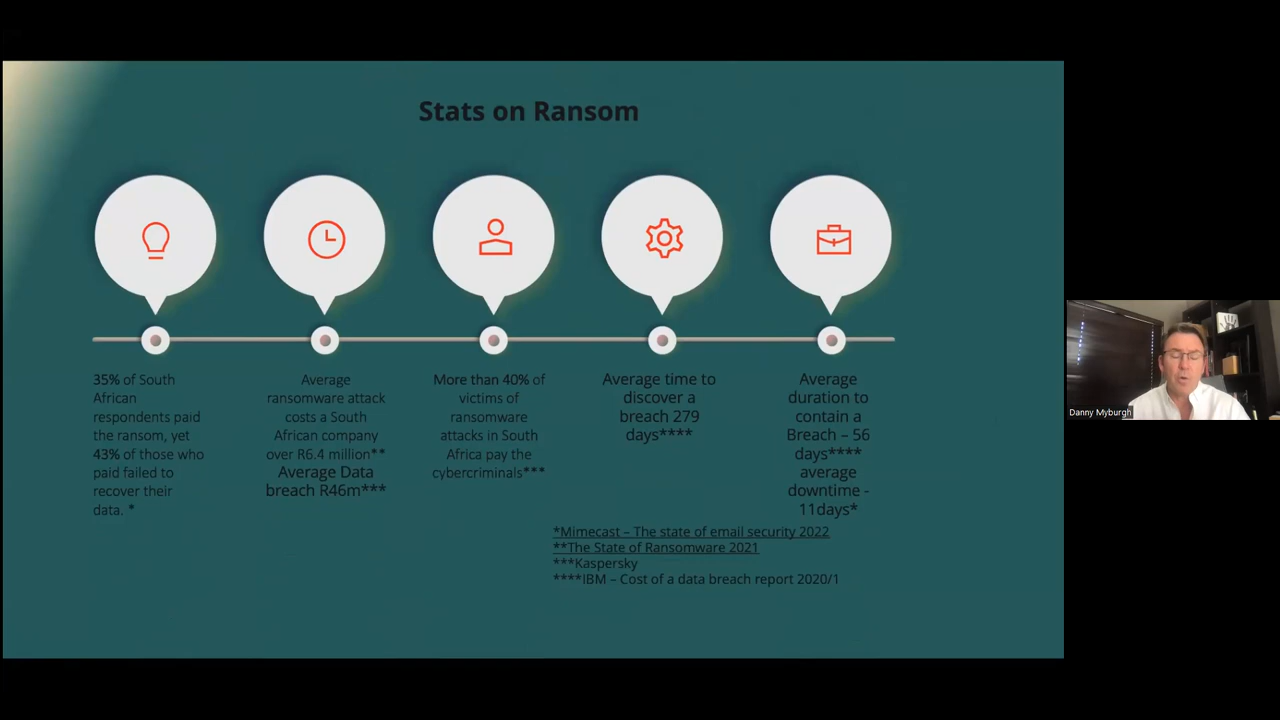 Stats on Ransom
35% of South
African
respondents paid
the ransom, yet
43% of those who
paid failed to
recover their
data. *
Average
ransomware attack
costs a South
African company
over R6.4 million**
Average Data
breach R46m***
More than 40% of
victims of
ransomware
attacks in South
Africa pay the
cybercriminals***
Average time to
discover a
breach 279
days****
Average
duration to
contain a
Breach – 56
days****
average
downtime -
11days*
*Mimecast – The state of email security 2022
**The State of Ransomware 2021
***Kaspersky
****IBM – Cost of a data breach report 2020/1
Danny Myburgh